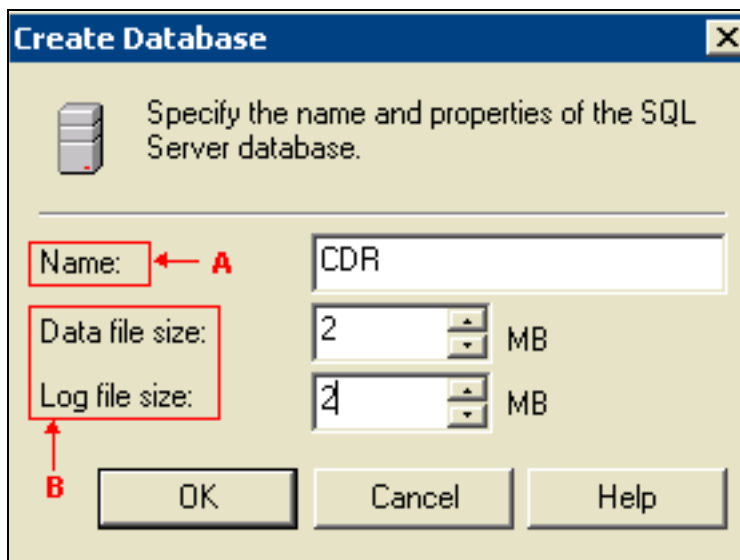 Create Database
Specify the name and properties of the SQL
Server database.
Name: A CDR
Data file size: 2 MB
Log file size: 2 MB
B
OK Cancel Help